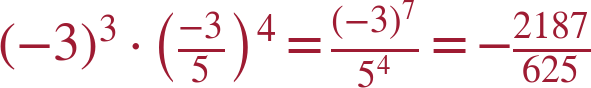 (−3)³ · (−3/5)⁴ = (−3)⁷/5⁴ = −2187/625